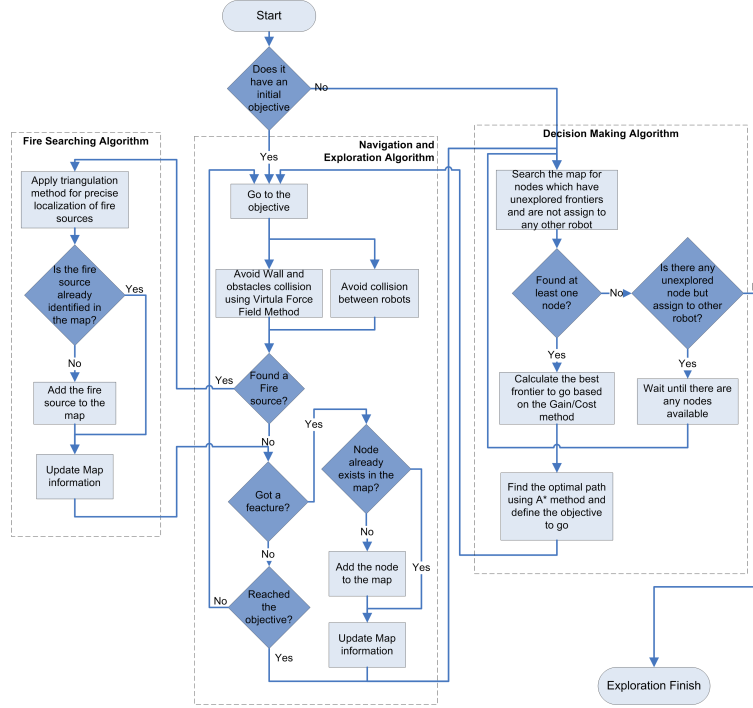 Start
Does it
have an
initial
objective
No
Yes
Fire Searching Algorithm
Apply triangulation
method for precise
localization of fire
sources
Is the fire
source
already
identified in
the map?
Yes
No
Add the fire
source to the
map
Update Map
information
Navigation and
Exploration Algorithm
Go to the
objective
Avoid Wall and
obstacles collision
using Virtula Force
Field Method
Avoid collision
between robots
Found a
Fire
source?
Yes
No
Got a
feacture?
Yes
No
Node
already
exists in the
map?
No
Yes
Add the node
to the map
Update Map
information
Reached
the
objective?
No
Yes
Decision Making Algorithm
Search the map for
nodes which have
unexplored frontiers
and are not assign to
any other robot
Found at
least one
node?
No
Yes
Is there any
unexplored
node but
assign to other
robot?
Yes
Calculate the best
frontier to go based
on the Gain/Cost
method
Wait until there are
any nodes
available
Find the optimal path
using A* method and
define the objective
to go
Exploration Finish